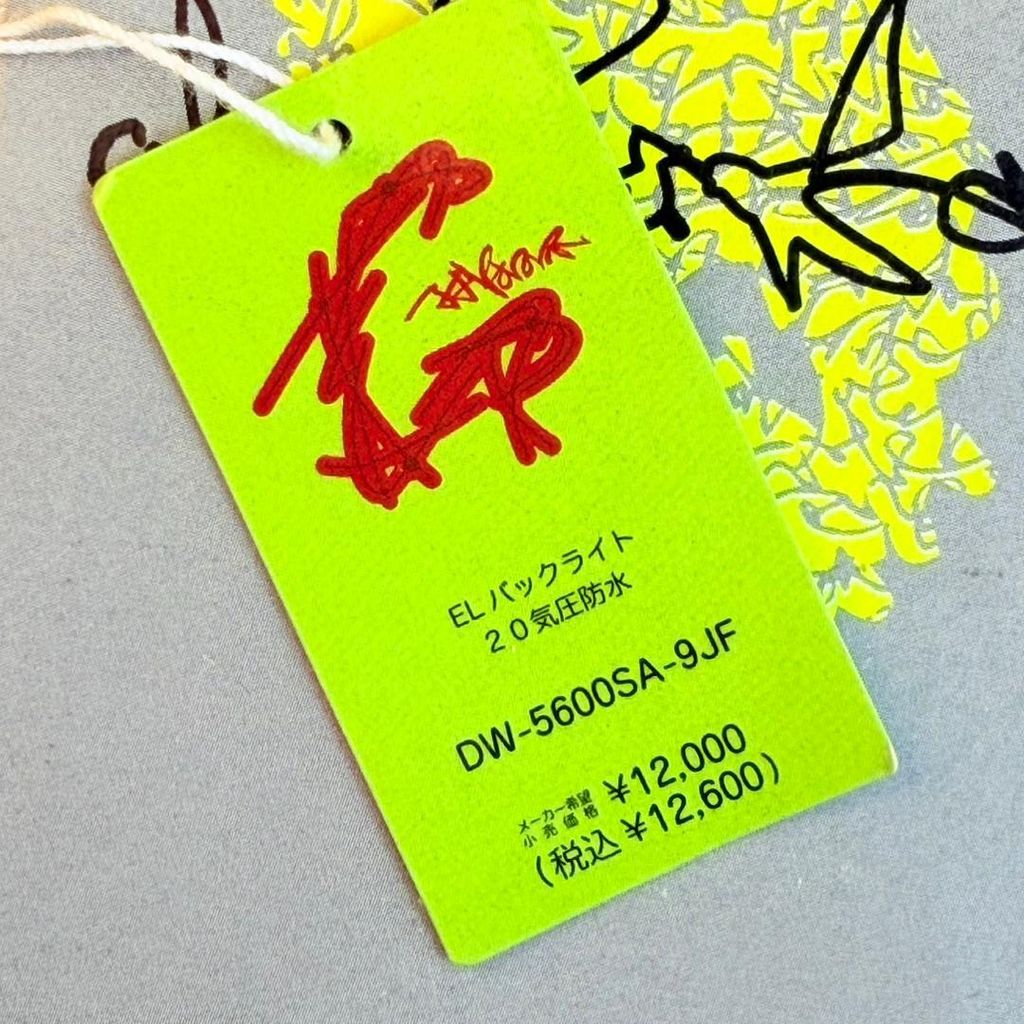 ELバックライト
20気圧防水
DW-5600SA-9JF
メーカー希望
小売価格
¥12,000
(税込¥12,600)